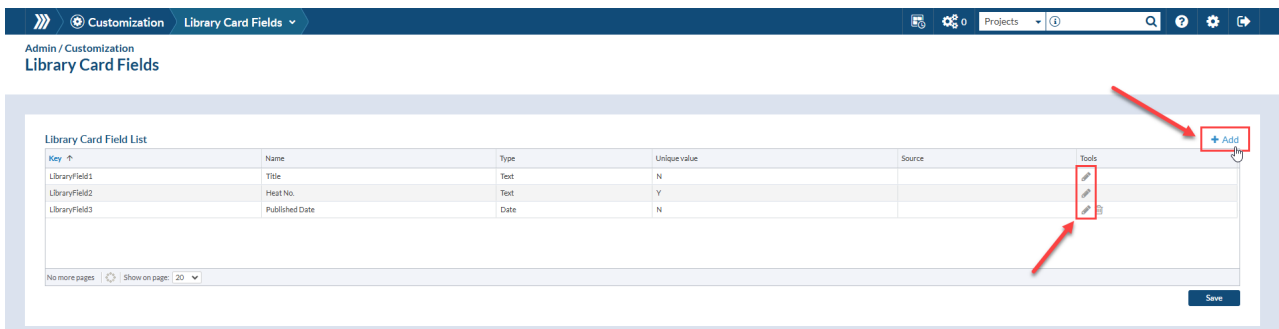 Customization Library Card Fields 0 Projects
Admin / Customization
Library Card Fields
Library Card Field List + Add
Key Name Type Unique value Source Tools
LibraryField1 Title Text N
LibraryField2 Heat No. Text Y
LibraryField3 Published Date Date N
No more pages Show on page: 20
Save